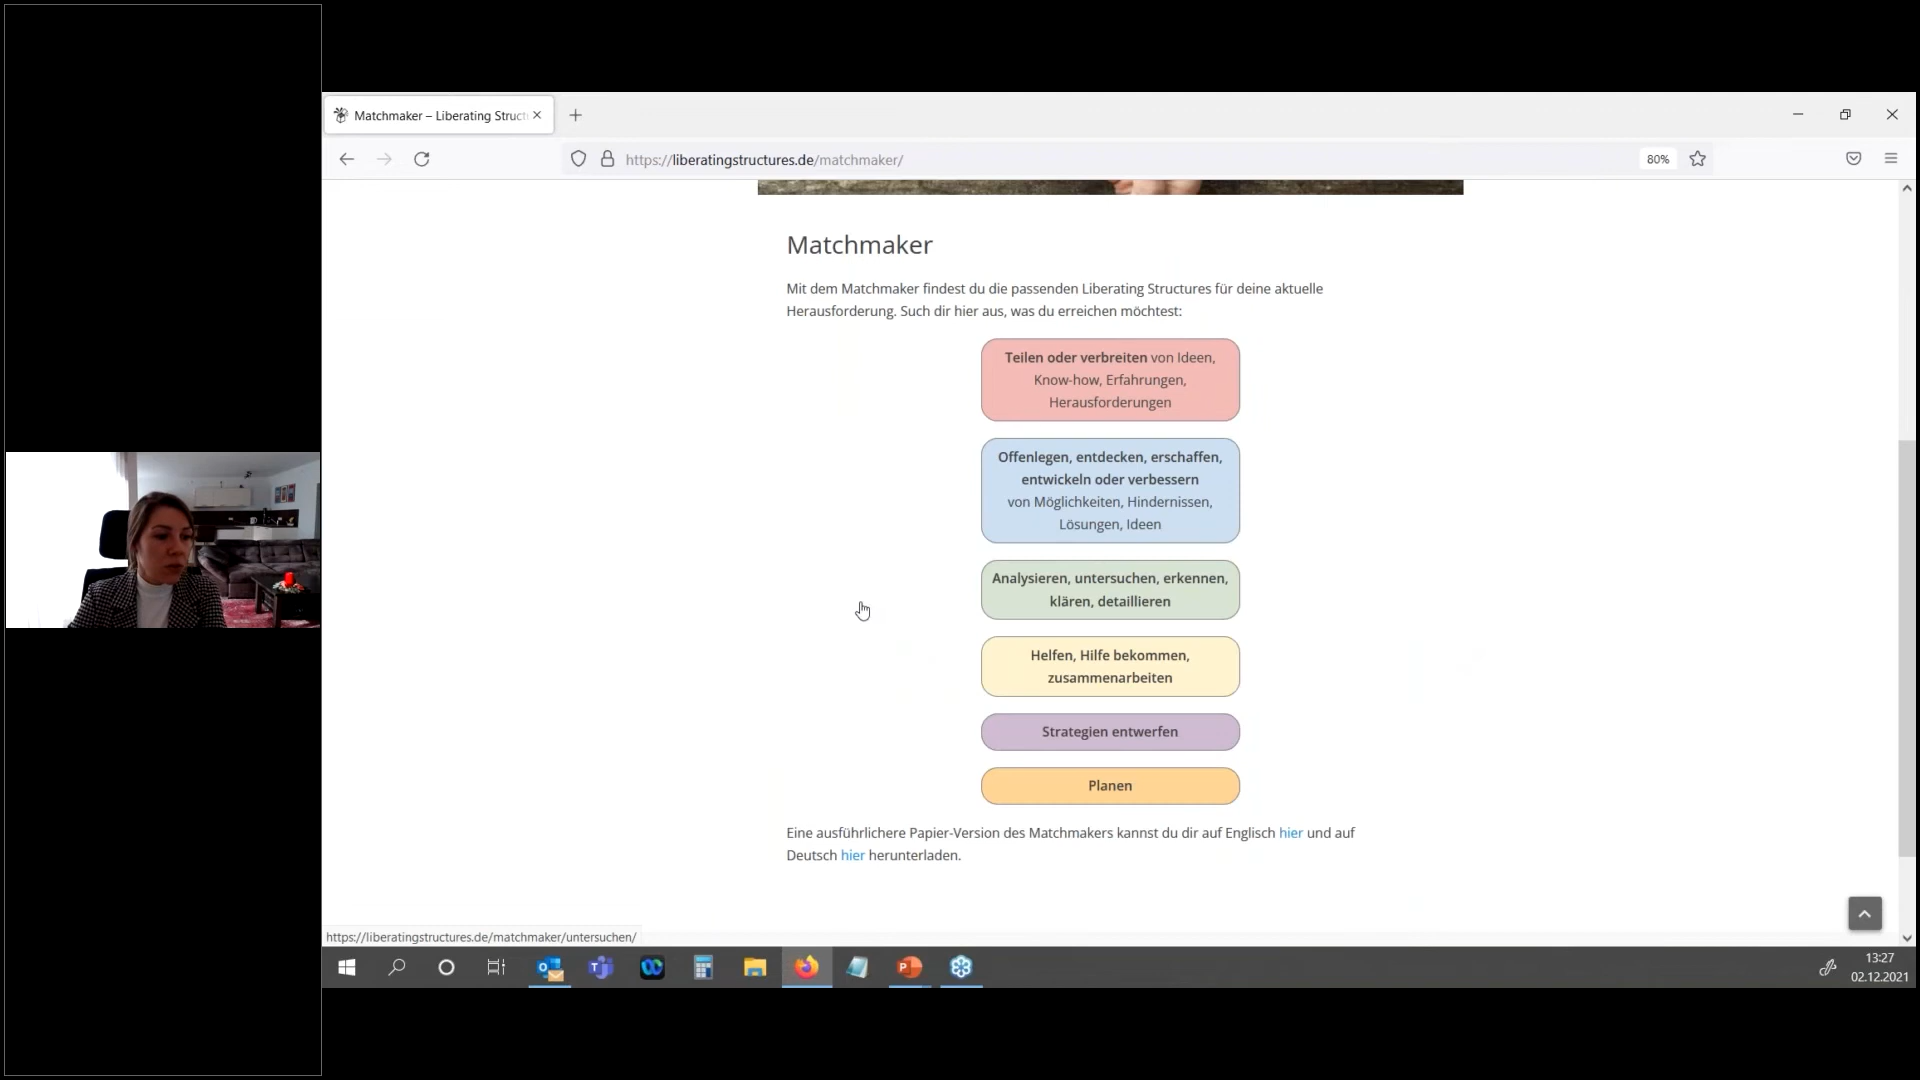 Matchmaker – Liberating Struct
https://liberatingstructures.de/matchmaker/
80%
Matchmaker
Mit dem Matchmaker findest du die passenden Liberating Structures für deine aktuelle
Herausforderung. Such dir hier aus, was du erreichen möchtest:
Teilen oder verbreiten von Ideen,
Know-how, Erfahrungen,
Herausforderungen
Offenlegen, entdecken, erschaffen,
entwickeln oder verbessern
von Möglichkeiten, Hindernissen,
Lösungen, Ideen
Analysieren, untersuchen, erkennen,
klären, detaillieren
Helfen, Hilfe bekommen,
zusammenarbeiten
Strategien entwerfen
Planen
Eine ausführlichere Papier-Version des Matchmakers kannst du dir auf Englisch hier und auf
Deutsch hier herunterladen.
https://liberatingstructures.de/matchmaker/untersuchen/
13:27
02.12.2021